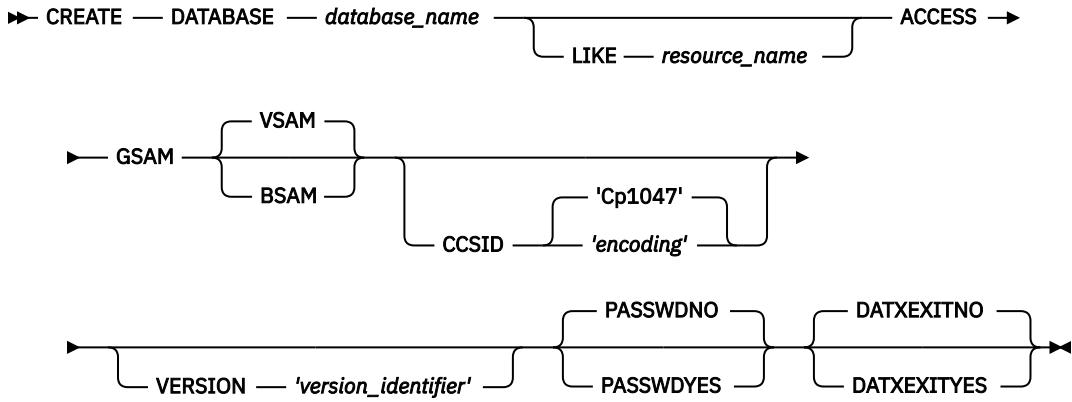 CREATE DATABASE database_name ACCESS
LIKE resource_name
VSAM
GSAM
BSAM
'Cp1047'
CCSID 'encoding'
PASSWDNO DATXEXITNO
VERSION 'version_identifier' PASSWDYES DATXEXITYES